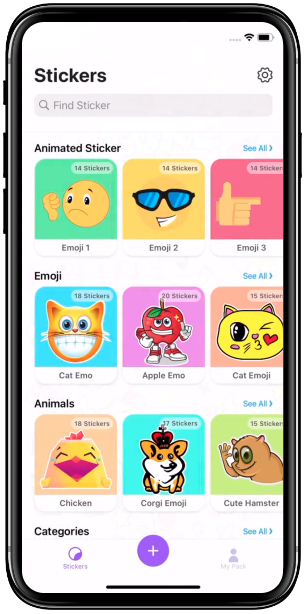 Stickers
Find Sticker
Animated Sticker
See All
14 Stickers
14 Stickers
14 Stickers
Emoji 1
Emoji 2
Emoji 3
Emoji
See All
18 Stickers
20 Stickers
15 Stickers
Cat Emo
Apple Emo
Cat Emoji
Animals
See All
18 Stickers
17 Stickers
15 Stickers
Chicken
Corgi Emoji
Cute Hamster
Categories
See All
Stickers
My Pack